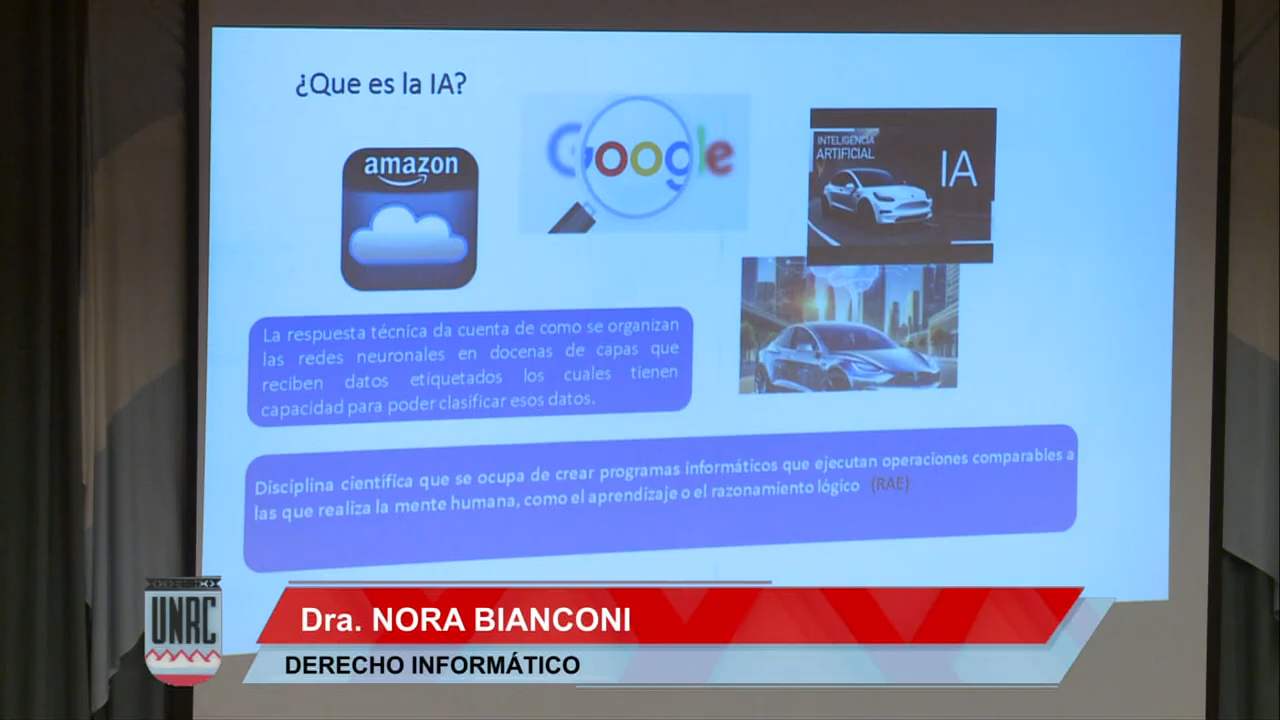 ¿Que es la IA?
amazon
Google
INTELIGENCIA
ARTIFICIAL
IA
La respuesta técnica da cuenta de como se organizan
las redes neuronales en docenas de capas que
reciben datos etiquetados los cuales tienen
capacidad para poder clasificar esos datos.
Disciplina científica que se ocupa de crear programas informáticos que ejecutan operaciones comparables a
las que realiza la mente humana, como el aprendizaje o el razonamiento lógico (RAE)
UNRC
Dra. NORA BIANCONI
DERECHO INFORMÁTICO